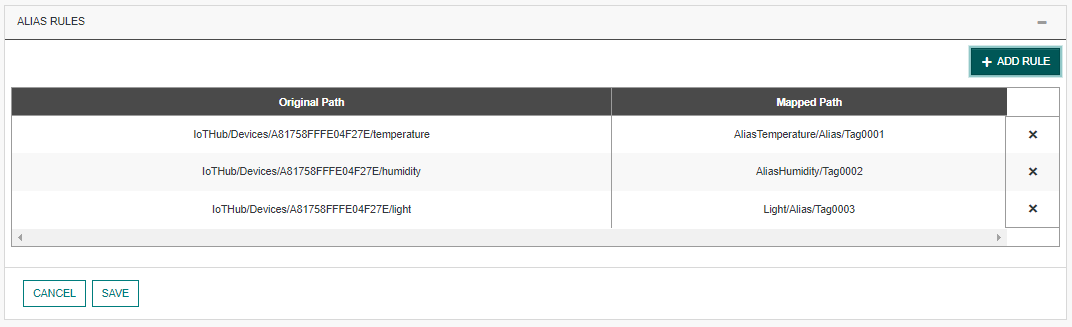 ALIAS RULES
+ ADD RULE
Original Path Mapped Path
IoTHub/Devices/A81758FFFE04F27E/temperature AliasTemperature/Alias/Tag0001
IoTHub/Devices/A81758FFFE04F27E/humidity AliasHumidity/Tag0002
IoTHub/Devices/A81758FFFE04F27E/light Light/Alias/Tag0003
CANCEL SAVE